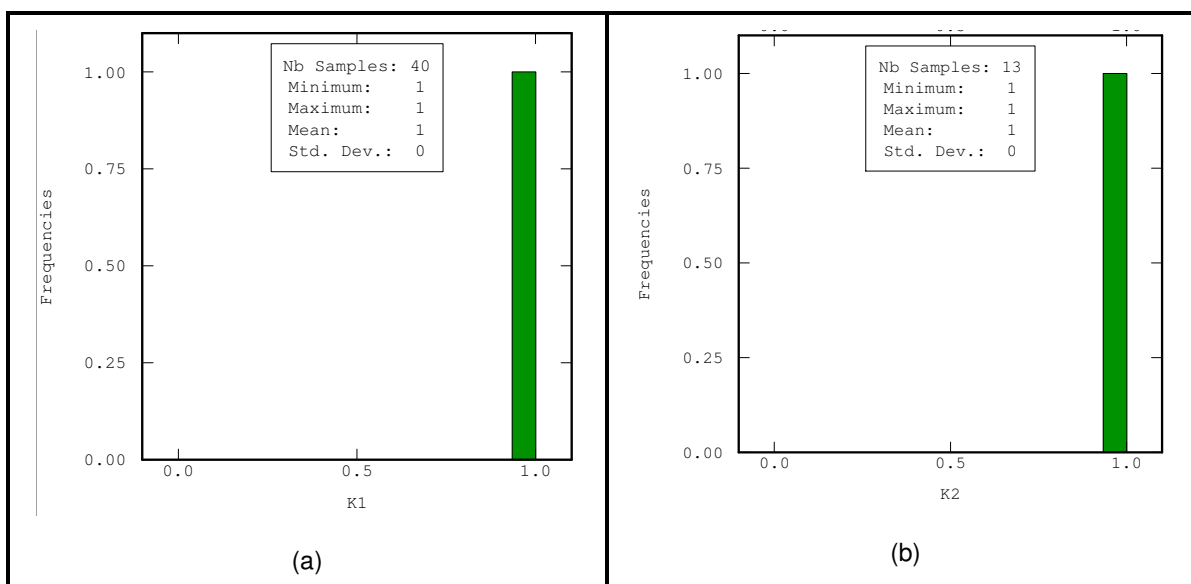 Nb Samples: 40
Minimum: 1
Maximum: 1
Mean: 1
Std. Dev.: 0
1.00
0.75
0.50
0.25
0.00
Frequencies
0.0 0.5 1.0
K1
(a)
Nb Samples: 13
Minimum: 1
Maximum: 1
Mean: 1
Std. Dev.: 0
1.00
0.75
0.50
0.25
0.00
Frequencies
0.0 0.5 1.0
K2
(b)